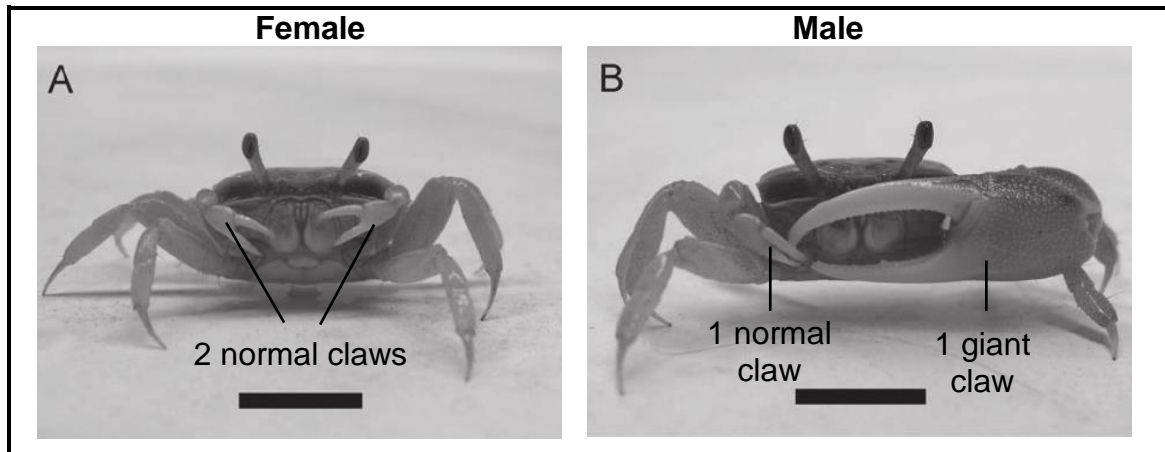 Female
Male
A
B
2 normal claws
1 normal
claw
1 giant
claw